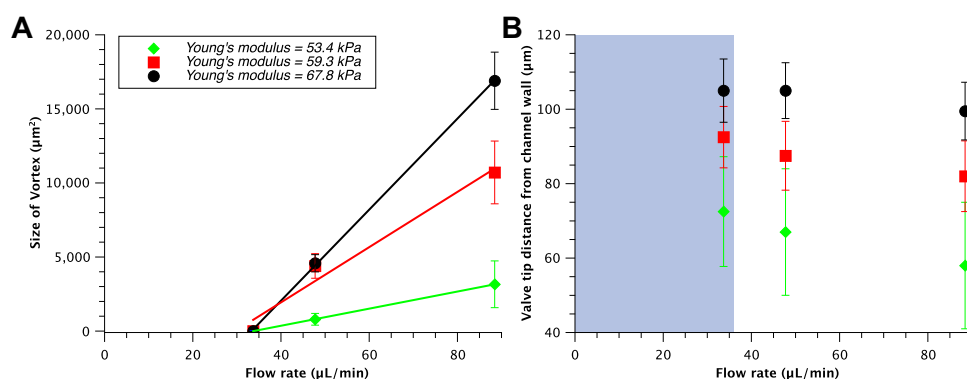 A
Size of Vortex (µm²)
20,000
15,000
10,000
5,000
0
Young's modulus = 53.4 kPa
Young's modulus = 59.3 kPa
Young's modulus = 67.8 kPa
0 20 40 60 80
Flow rate (µL/min)
B
Valve tip distance from channel wall (µm)
120
100
80
60
40
0 20 40 60 80
Flow rate (µL/min)